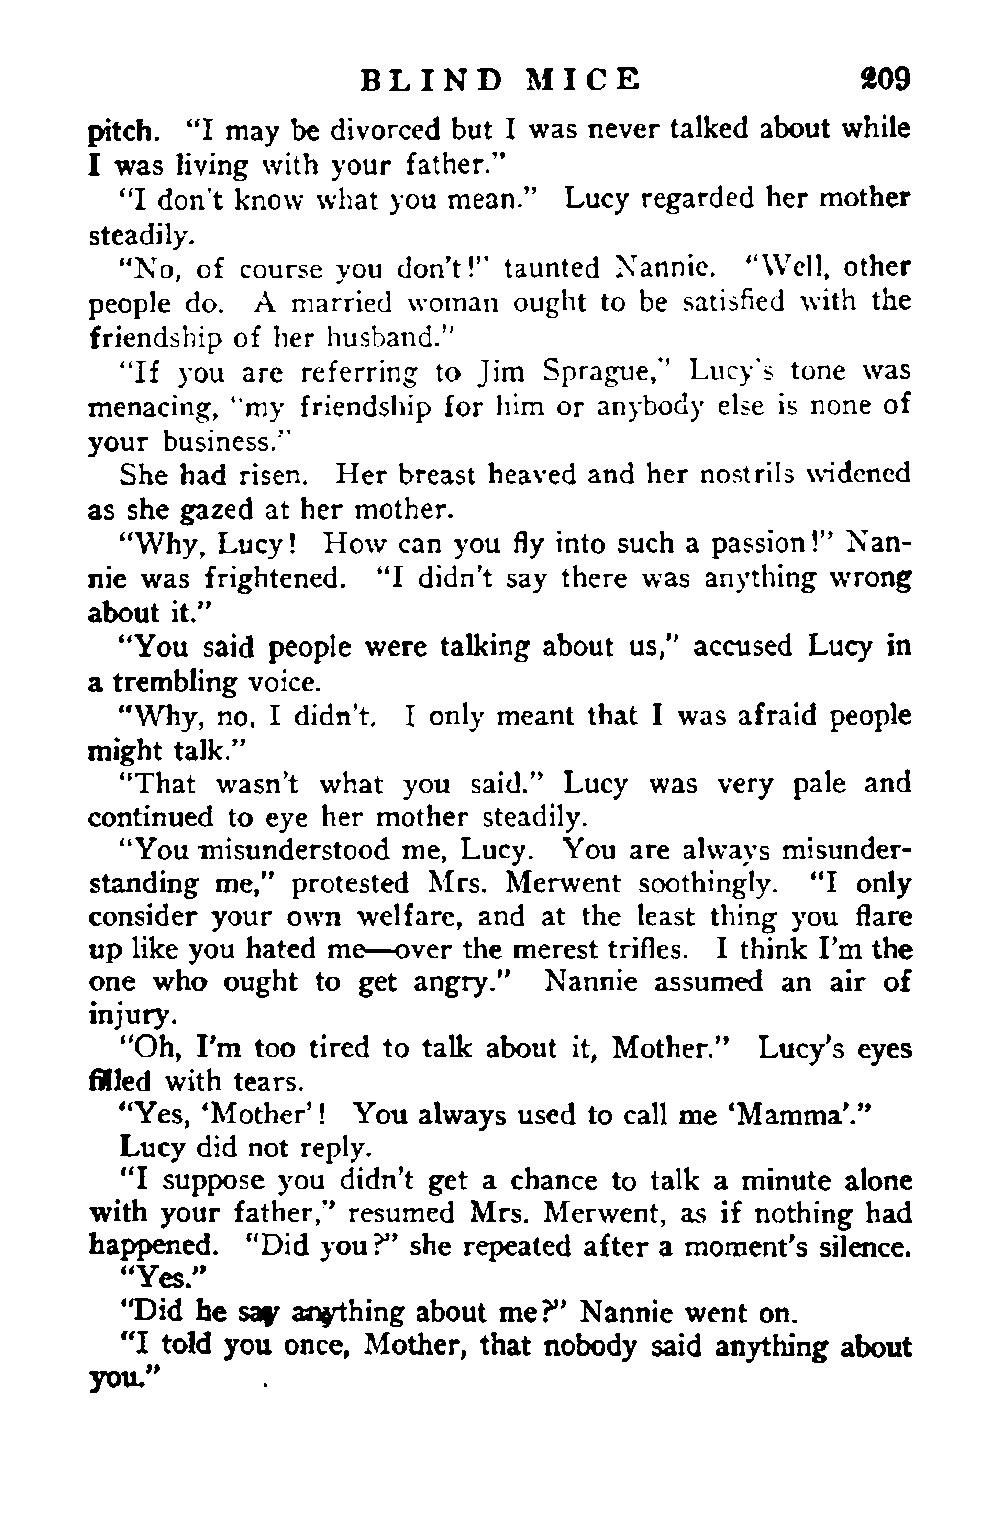 BLIND MICE 209
pitch. “I may be divorced but I was never talked about while
I was living with your father.”
“I don't know what you mean.” Lucy regarded her mother
steadily.
“No, of course you don't!” taunted Nannie. “Well, other
people do. A married woman ought to be satisfied with the
friendship of her husband.”
“If you are referring to Jim Sprague,” Lucy's tone was
menacing, “my friendship for him or anybody else is none of
your business.”
She had risen. Her breast heaved and her nostrils widened
as she gazed at her mother.
“Why, Lucy! How can you fly into such a passion!” Nan-
nie was frightened. “I didn't say there was anything wrong
about it.”
“You said people were talking about us,” accused Lucy in
a trembling voice.
“Why, no, I didn't. I only meant that I was afraid people
might talk.”
“That wasn't what you said.” Lucy was very pale and
continued to eye her mother steadily.
“You misunderstood me, Lucy. You are always misunder-
standing me,” protested Mrs. Merwent soothingly. “I only
consider your own welfare, and at the least thing you flare
up like you hated me—over the merest trifles. I think I'm the
one who ought to get angry.” Nannie assumed an air of
injury.
“Oh, I'm too tired to talk about it, Mother.” Lucy's eyes
filled with tears.
“Yes, ‘Mother’! You always used to call me ‘Mamma’.”
Lucy did not reply.
“I suppose you didn't get a chance to talk a minute alone
with your father,” resumed Mrs. Merwent, as if nothing had
happened. “Did you?” she repeated after a moment's silence.
“Yes.”
“Did he say anything about me?” Nannie went on.
“I told you once, Mother, that nobody said anything about
you.”